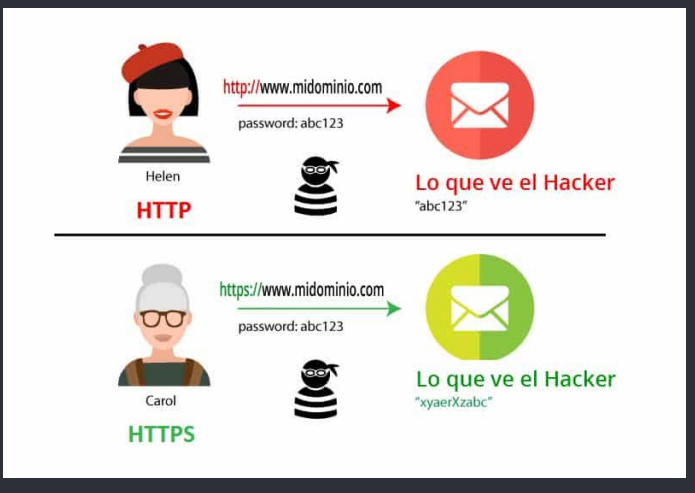 http://www.midominio.com
password: abc123
Helen
HTTP
Lo que ve el Hacker
"abc123"
https://www.midominio.com
password: abc123
Carol
HTTPS
Lo que ve el Hacker
"xyaerXzabc"